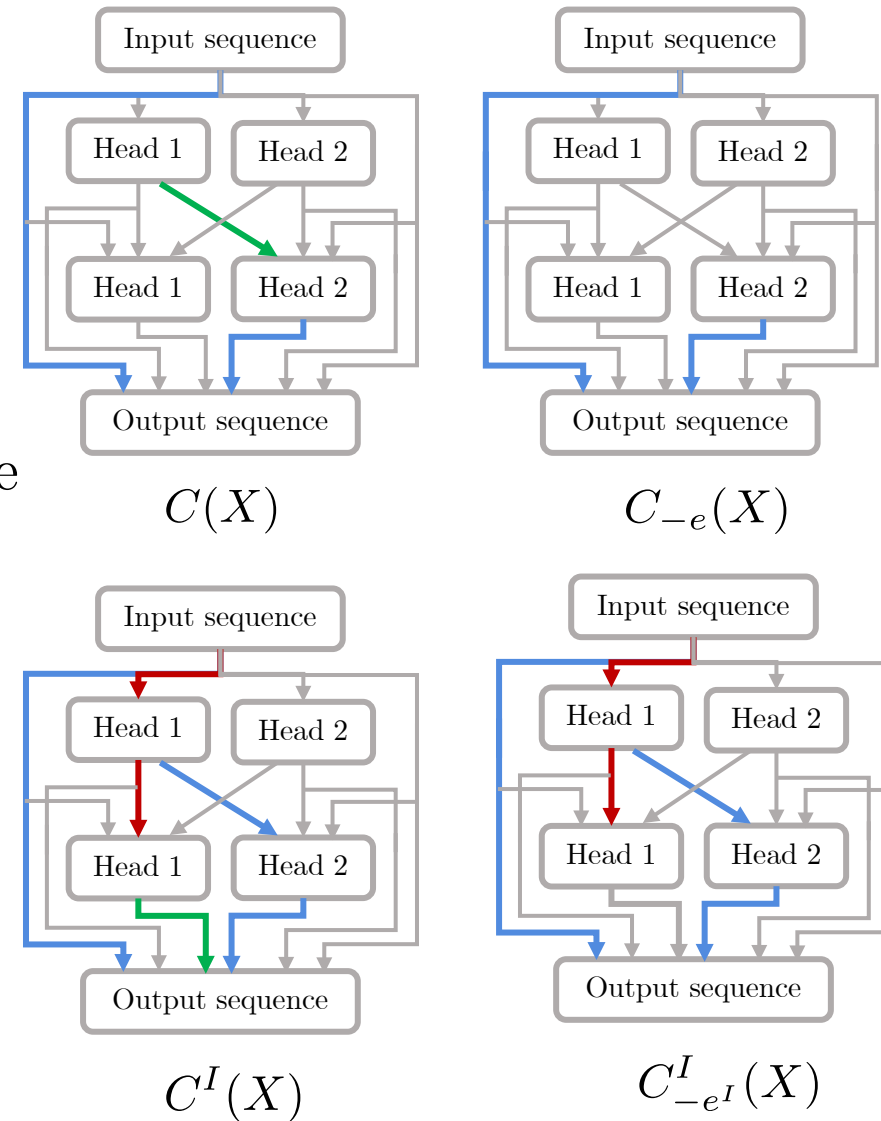 Input sequence
Input sequence
Head 1
Head 2
Head 1
Head 2
Head 1
Head 2
Head 1
Head 2
Output sequence
Output sequence
e
C(X)
C_{-e}(X)
Input sequence
Input sequence
Head 1
Head 2
Head 1
Head 2
Head 1
Head 2
Head 1
Head 2
Output sequence
Output sequence
C^I(X)
C^I_{-e^I}(X)